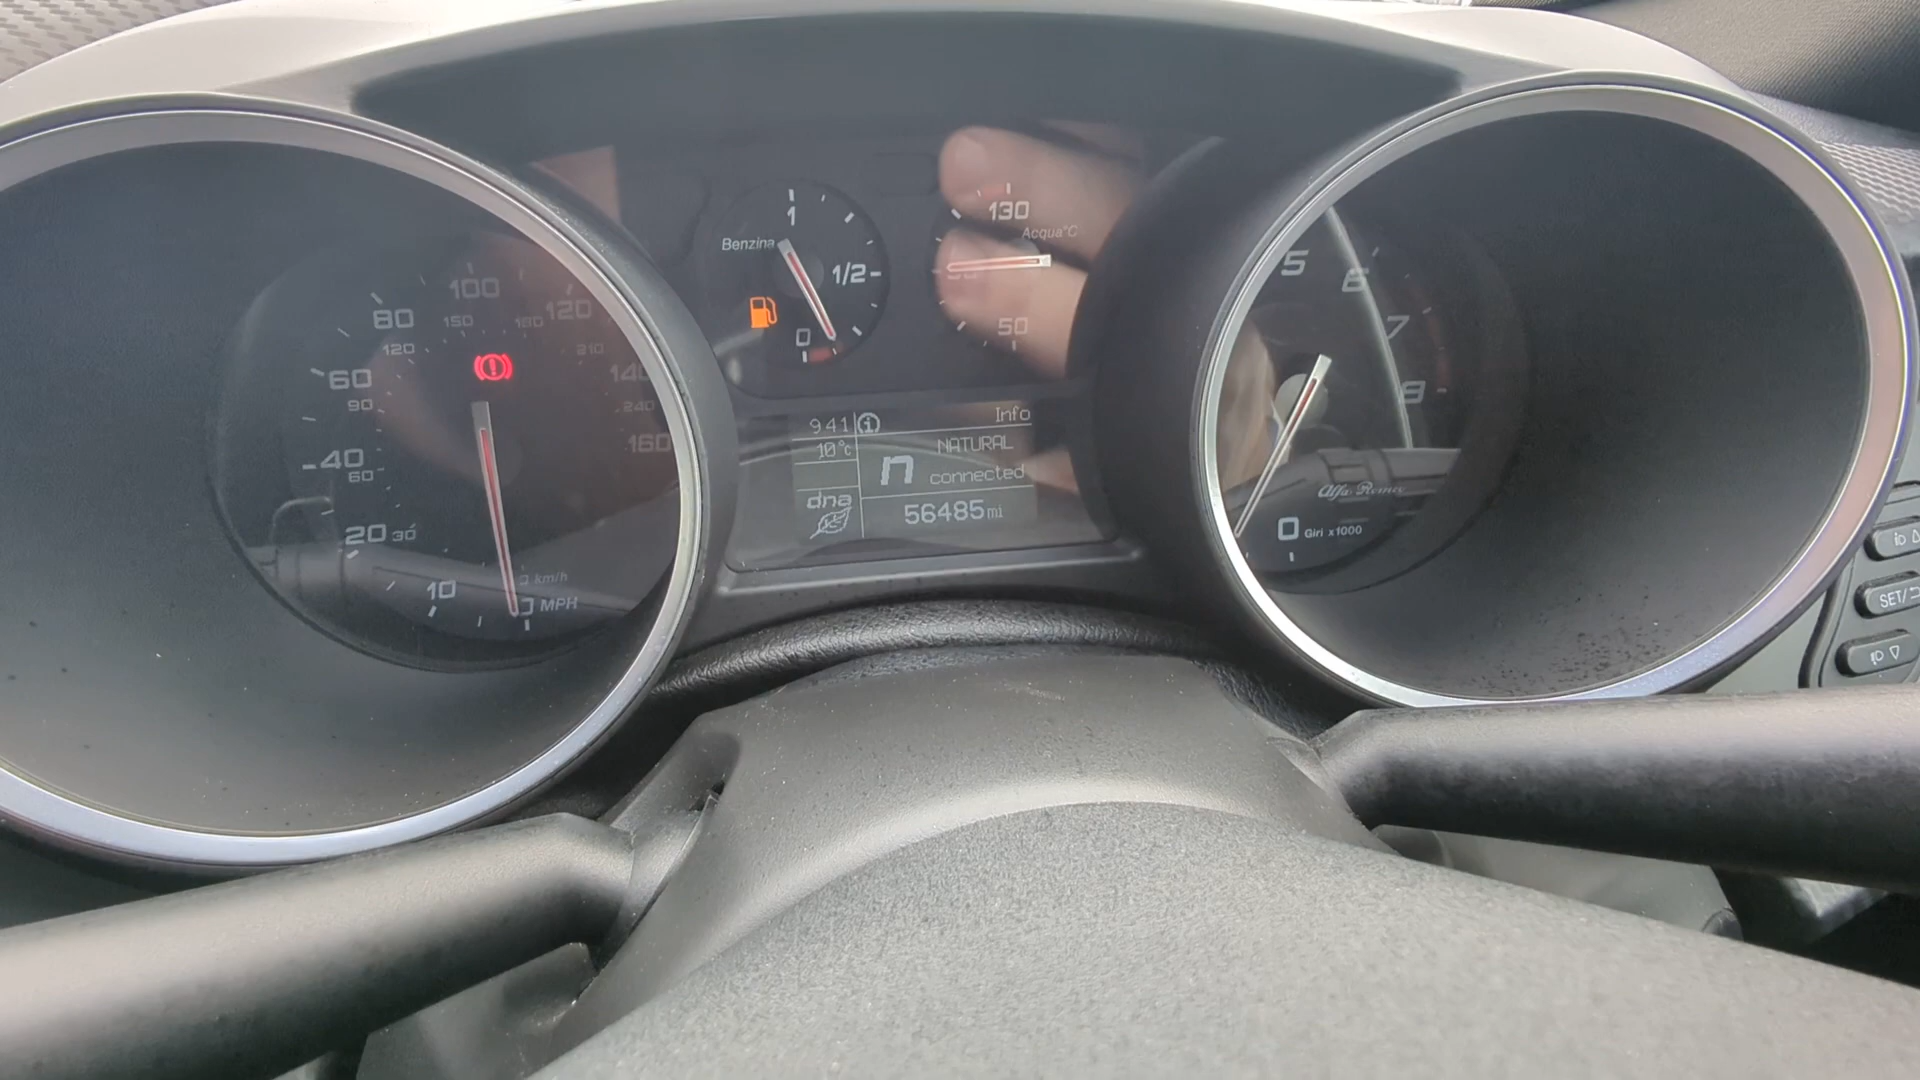 100
80
120
150
180
120
210
60
140
90
240
40
160
60
20
30
10
km/h
MPH
1
Benzina
1/2
0
130
Acqua°C
50
941
Info
10°c
NATURAL
n
connected
dna
56485mi
5
6
7
8
Alfa Romeo
0
Giri x1000
SET/